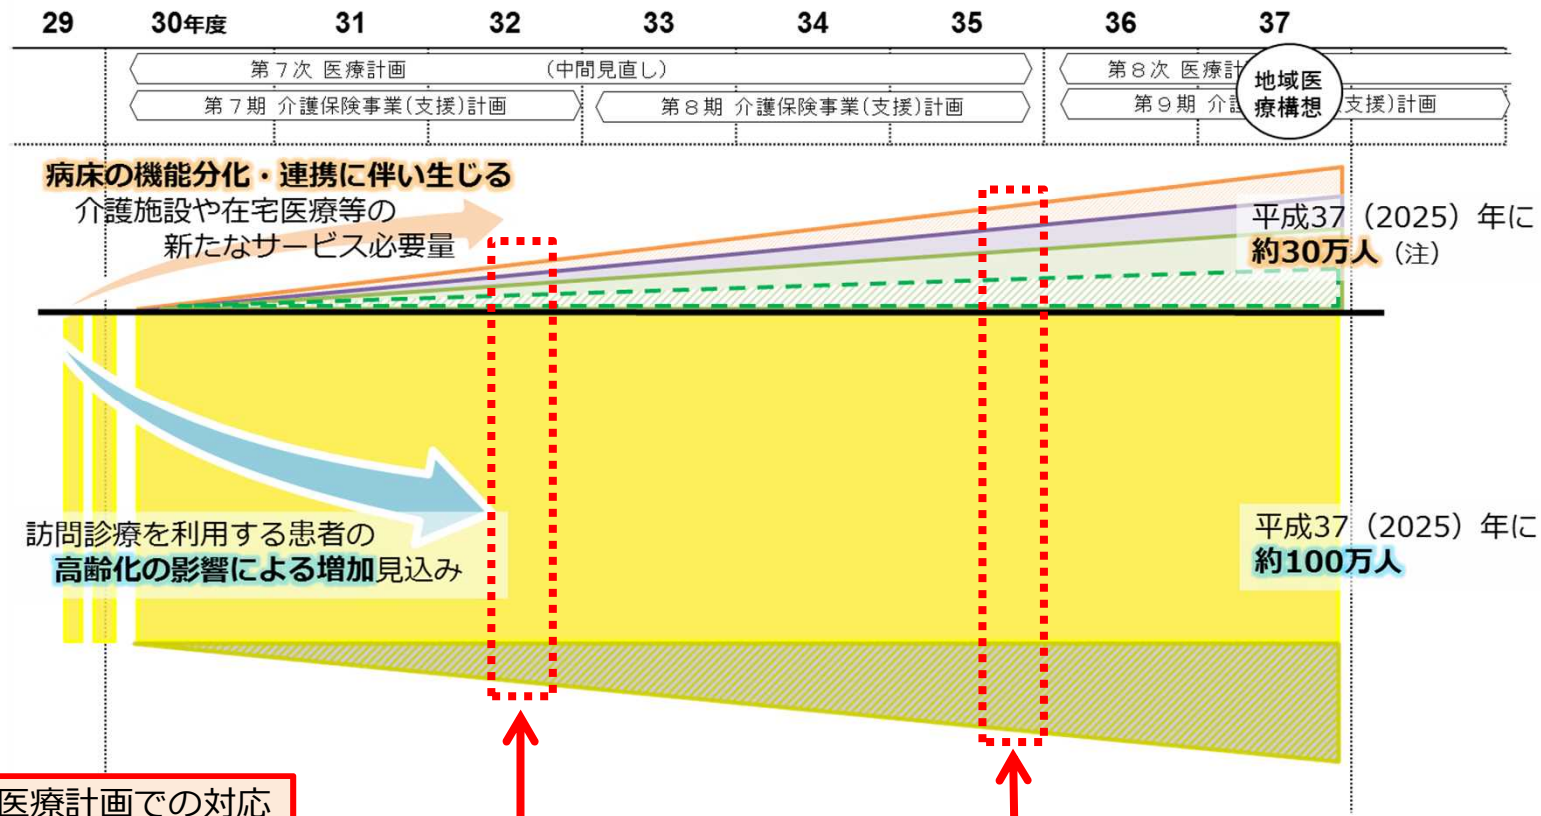 29 30年度 31 32 33 34 35 36 37
第７次 医療計画 (中間見直し)
第８次 医療計
第７期 介護保険事業(支援)計画
第８期 介護保険事業(支援)計画
第９期 介護
支援)計画
地域医
療構想
病床の機能分化・連携に伴い生じる
介護施設や在宅医療等の
新たなサービス必要量
平成37（2025）年に
約30万人（注）
訪問診療を利用する患者の
高齢化の影響による増加見込み
平成37（2025）年に
約100万人
医療計画での対応